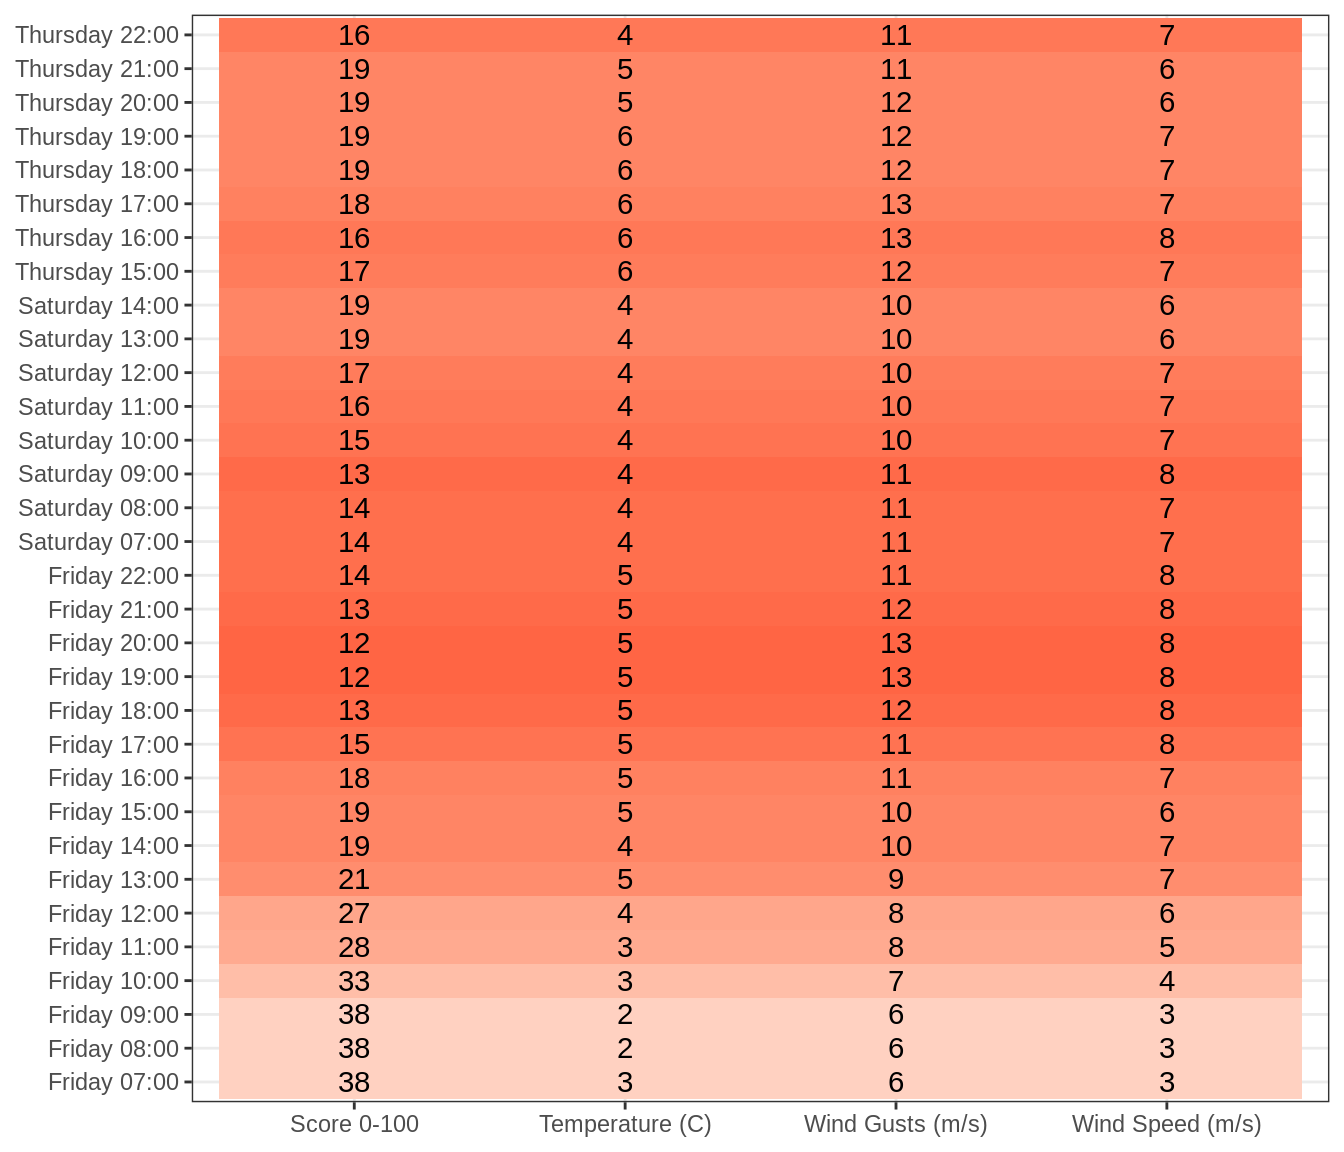 Thursday 22:00 16 4 11 7
Thursday 21:00 19 5 11 6
Thursday 20:00 19 5 12 6
Thursday 19:00 19 6 12 7
Thursday 18:00 19 6 12 7
Thursday 17:00 18 6 13 7
Thursday 16:00 16 6 13 8
Thursday 15:00 17 6 12 7
Saturday 14:00 19 4 10 6
Saturday 13:00 19 4 10 6
Saturday 12:00 17 4 10 7
Saturday 11:00 16 4 10 7
Saturday 10:00 15 4 10 7
Saturday 09:00 13 4 11 8
Saturday 08:00 14 4 11 7
Saturday 07:00 14 4 11 7
Friday 22:00 14 5 11 8
Friday 21:00 13 5 12 8
Friday 20:00 12 5 13 8
Friday 19:00 12 5 13 8
Friday 18:00 13 5 12 8
Friday 17:00 15 5 11 8
Friday 16:00 18 5 11 7
Friday 15:00 19 5 10 6
Friday 14:00 19 4 10 7
Friday 13:00 21 5 9 7
Friday 12:00 27 4 8 6
Friday 11:00 28 3 8 5
Friday 10:00 33 3 7 4
Friday 09:00 38 2 6 3
Friday 08:00 38 2 6 3
Friday 07:00 38 3 6 3
Score 0-100 Temperature (C) Wind Gusts (m/s) Wind Speed (m/s)